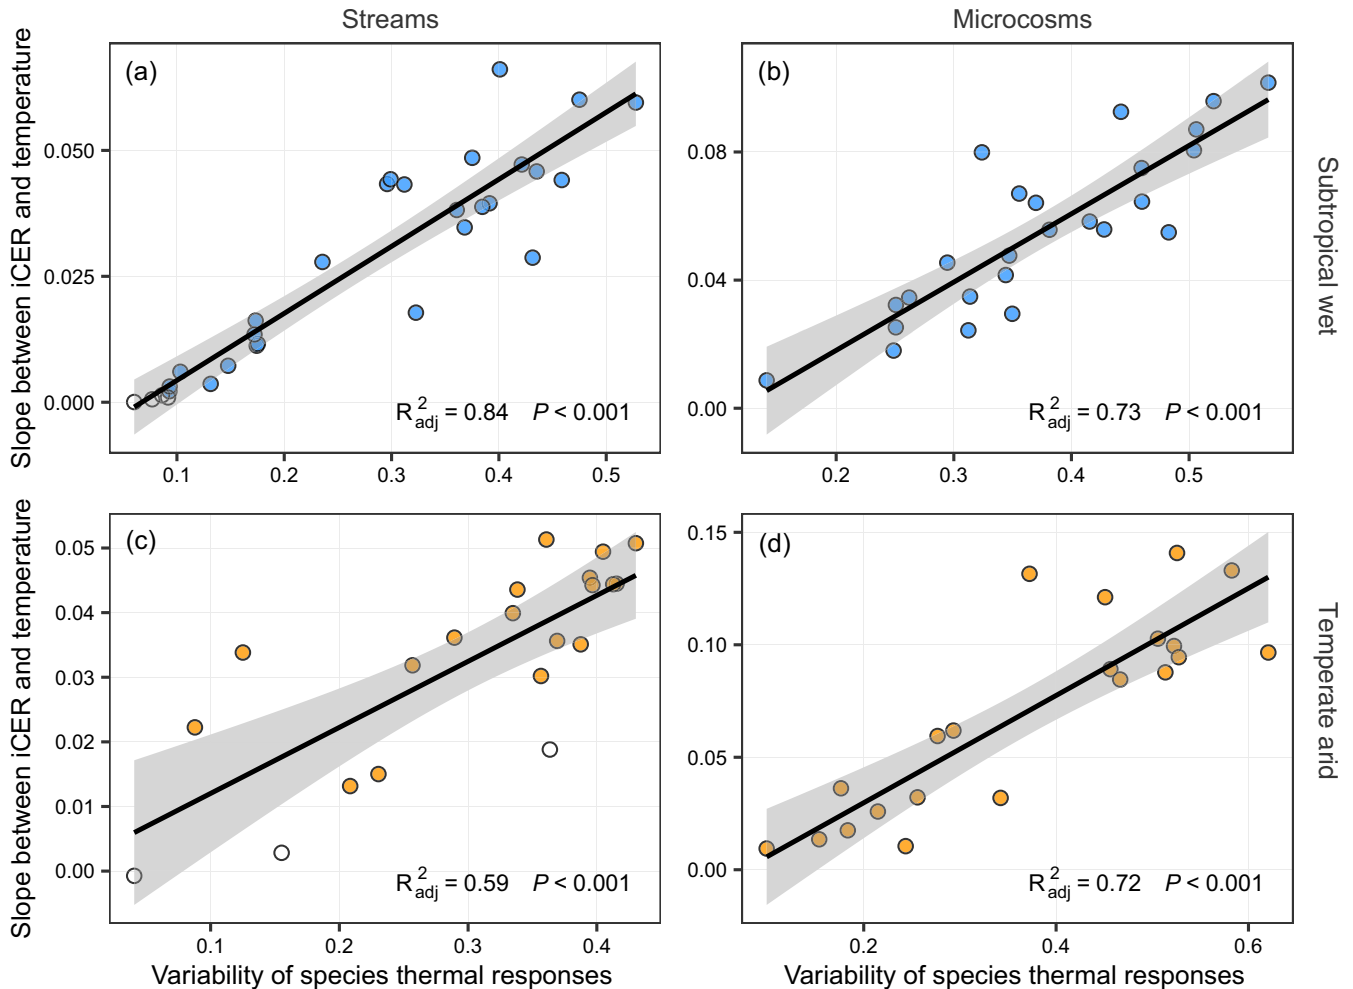 Streams
Microcosms
Slope between iCER and temperature
(a)
0.050
0.025
0.000
R²adj = 0.84 P < 0.001
0.1 0.2 0.3 0.4 0.5
(b)
0.08
0.04
0.00
R²adj = 0.73 P < 0.001
0.2 0.3 0.4 0.5
Subtropical wet
Slope between iCER and temperature
(c)
0.05
0.04
0.03
0.02
0.01
0.00
R²adj = 0.59 P < 0.001
0.1 0.2 0.3 0.4
Variability of species thermal responses
(d)
0.15
0.10
0.05
0.00
R²adj = 0.72 P < 0.001
0.2 0.4 0.6
Variability of species thermal responses
Temperate arid